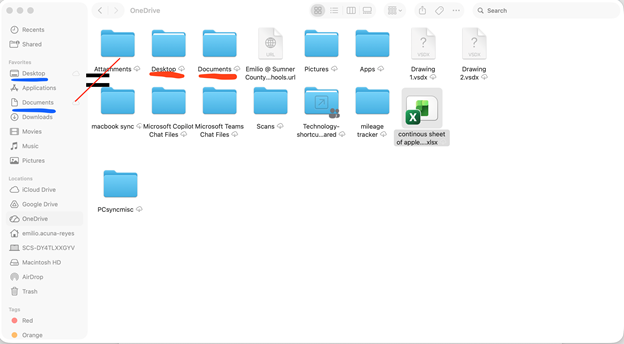 OneDrive
Search
Recents
Shared
Favorites
Desktop
Applications
Documents
Downloads
Movies
Music
Pictures
Locations
iCloud Drive
Google Drive
OneDrive
emilio.acuna-reyes
SCS-DY4TLXXGYV
Macintosh HD
AirDrop
Trash
Tags
Red
Orange
Attachments
Desktop
Documents
Emilio @ Sumner
County...hools.url
URL
Pictures
Apps
Drawing
1.vsdx
VSDX
Drawing
2.vsdx
VSDX
macbook sync
Microsoft Copilot
Chat Files
Microsoft Teams
Chat Files
Scans
Technology-
shortcu...ared
mileage
tracker
X
continous sheet
of apple....xlsx
PCsyncmisc